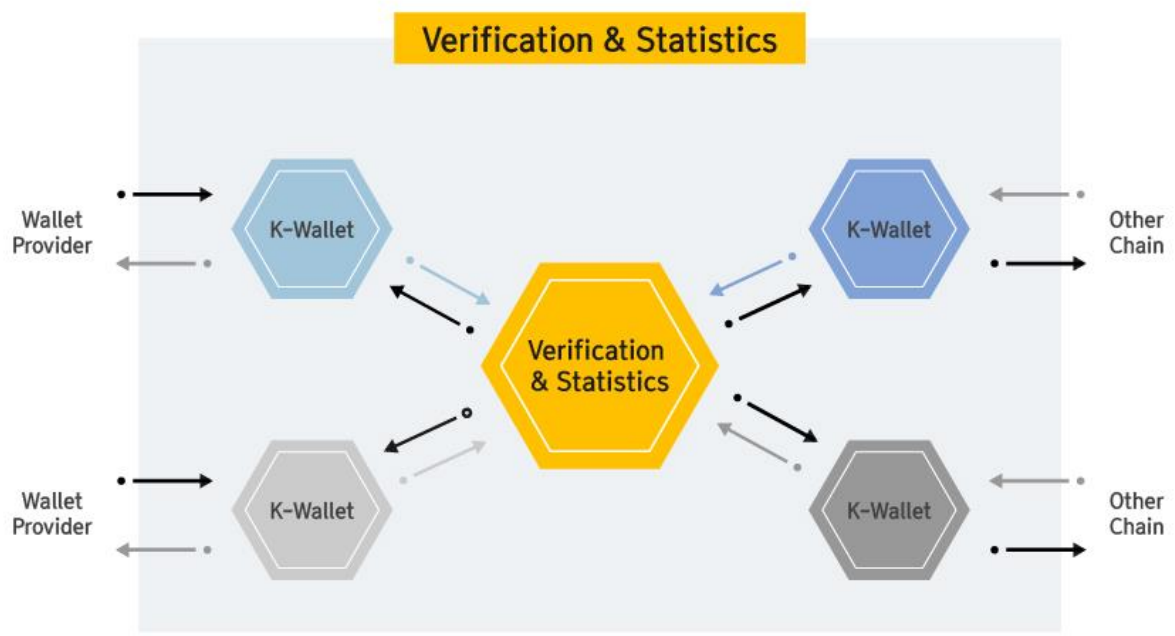 Verification & Statistics
Wallet
Provider
K-Wallet
K-Wallet
Other
Chain
Verification
& Statistics
Wallet
Provider
K-Wallet
K-Wallet
Other
Chain